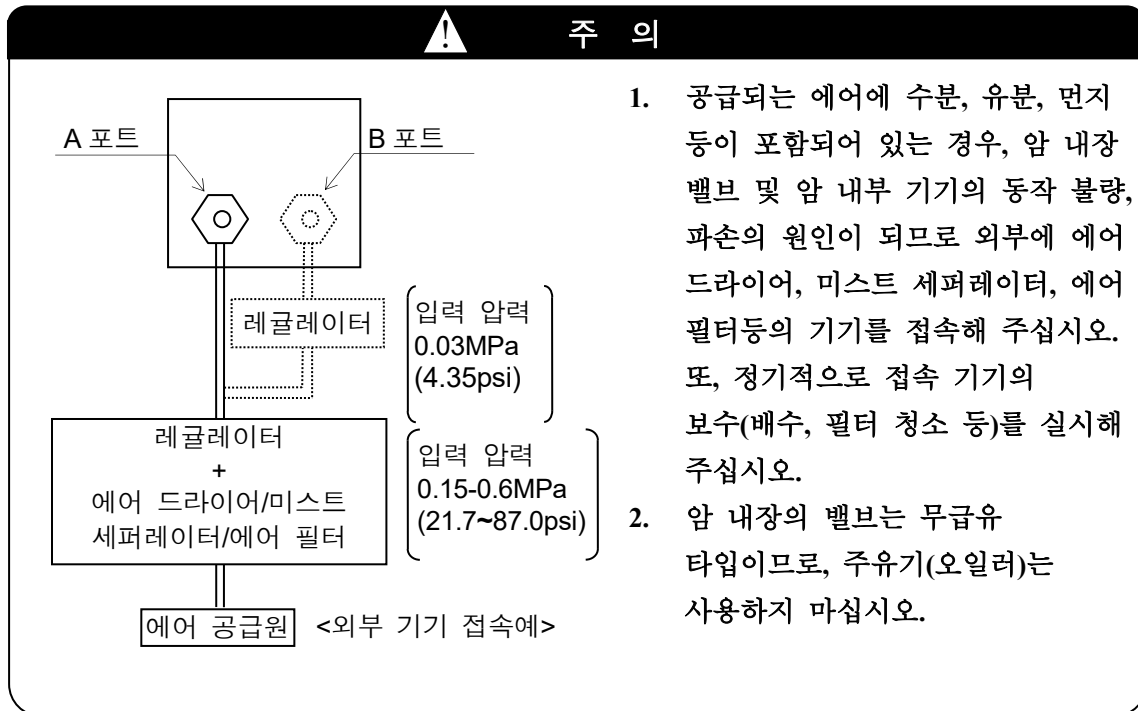 주 의
A 포트
B 포트
레귤레이터
입력 압력
0.03MPa
(4.35psi)
레귤레이터
+
에어 드라이어/미스트
세퍼레이터/에어 필터
입력 압력
0.15-0.6MPa
(21.7~87.0psi)
에어 공급원
<외부 기기 접속예>
1. 공급되는 에어에 수분, 유분, 먼지
등이 포함되어 있는 경우, 암 내장
밸브 및 암 내부 기기의 동작 불량,
파손의 원인이 되므로 외부에 에어
드라이어, 미스트 세퍼레이터, 에어
필터등의 기기를 접속해 주십시오.
또, 정기적으로 접속 기기의
보수(배수, 필터 청소 등)를 실시해
주십시오.
2. 암 내장의 밸브는 무급유
타입이므로, 주유기(오일러)는
사용하지 마십시오.